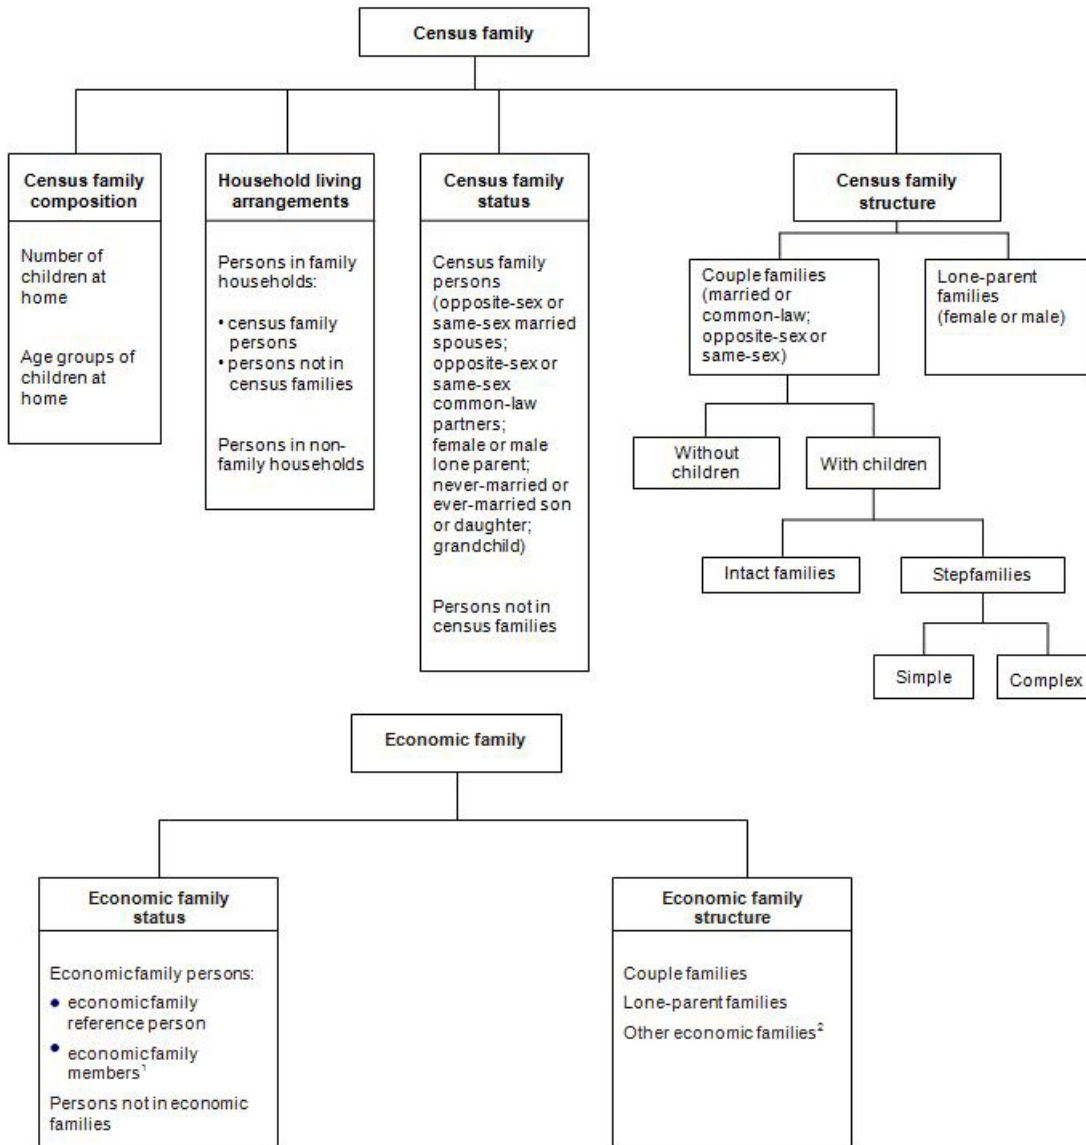 Census family
Census family
composition
Number of
children at
home
Age groups of
children at
home
Household living
arrangements
Persons in family
households:
• census family
persons
• persons not in
census families
Persons in non-
family households
Census family
status
Census family
persons
(opposite-sex or
same-sex married
spouses;
opposite-sex or
same-sex
common-law
partners;
female or male
lone parent;
never-married or
ever-married son
or daughter;
grandchild)
Persons not in
census families
Census family
structure
Couple families
(married or
common-law;
opposite-sex or
same-sex)
Lone-parent
families
(female or male)
Without
children
With children
Intact families
Stepfamilies
Simple
Complex
Economic family
Economic family
status
Economic family persons:
• economic family
reference person
• economic family
members¹
Persons not in economic
families
Economic family
structure
Couple families
Lone-parent families
Other economic families²